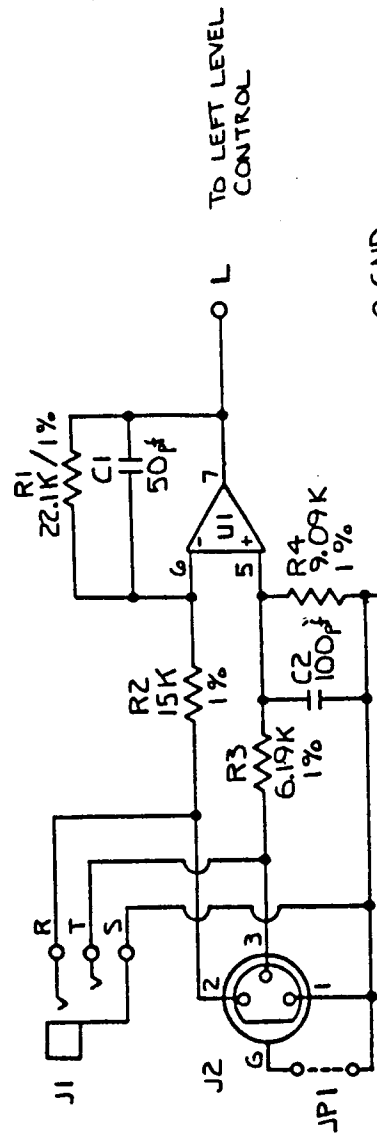 J1
R
T
S
J2
2
3
1
G
JP1
R2
15K
1%
R3
6.19K
1%
C2
100pf
R4
9.09K
1%
R1
22.1K/1%
C1
50pf
6
5
-
+
U1
7
L
TO LEFT LEVEL
CONTROL